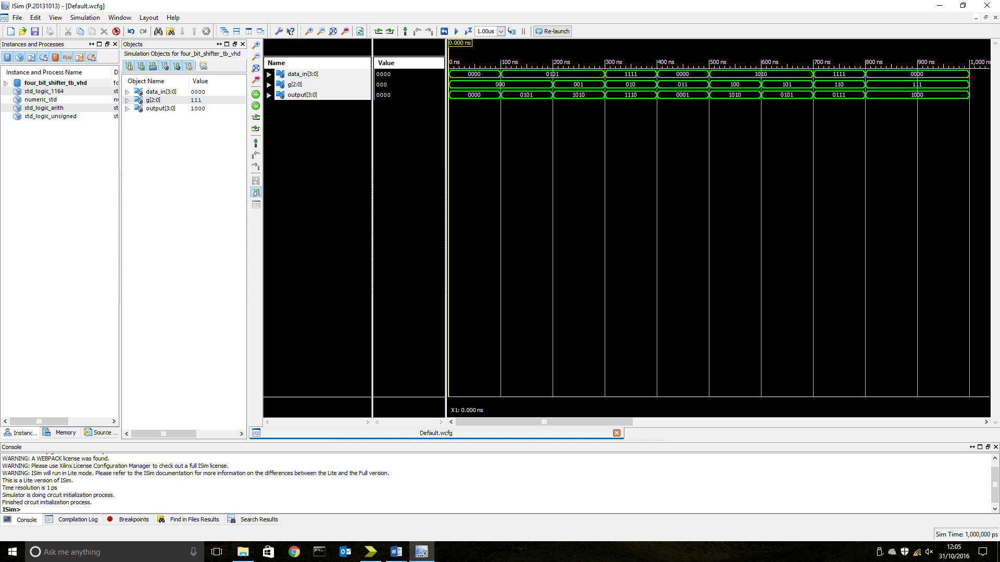 ISim (P.20131013) - [Default.wcfg]
File Edit View Simulation Window Layout Help
1.00us Re-launch
Instances and Processes
Instance and Process Name D
four_bit_shifter_tb_vhd fc
std_logic_1164 st
numeric_std nu
std_logic_arith st
std_logic_unsigned st
Instanc... Memory Source ...
Objects
Simulation Objects for four_bit_shifter_tb_vhd
Object Name Value
data_in[3:0] 0000
g[2:0] 111
output[3:0] 1000
Name Value
data_in[3:0] 0000
g[2:0] 000
output[3:0] 0000
0.000 ns
0 ns 100 ns 200 ns 300 ns 400 ns 500 ns 600 ns 700 ns 800 ns 900 ns 1,000 ns
0000 0101 1111 0000 1010 1111 0000
000 001 010 011 100 101 110 111
0000 0101 1010 1110 0001 1010 0101 0111 1000
X1: 0.000 ns
Default.wcfg
Console
WARNING: A WEBPACK license was found.
WARNING: Please use Xilinx License Configuration Manager to check out a full ISim license.
WARNING: ISim will run in Lite mode. Please refer to the ISim documentation for more information on the differences between the Lite and the Full version.
This is a Lite version of ISim.
Time resolution is 1 ps
Simulator is doing circuit initialization process.
Finished circuit initialization process.
ISim>
Console Compilation Log Breakpoints Find in Files Results Search Results
Sim Time: 1,000,000 ps
Ask me anything
12:05
31/10/2016